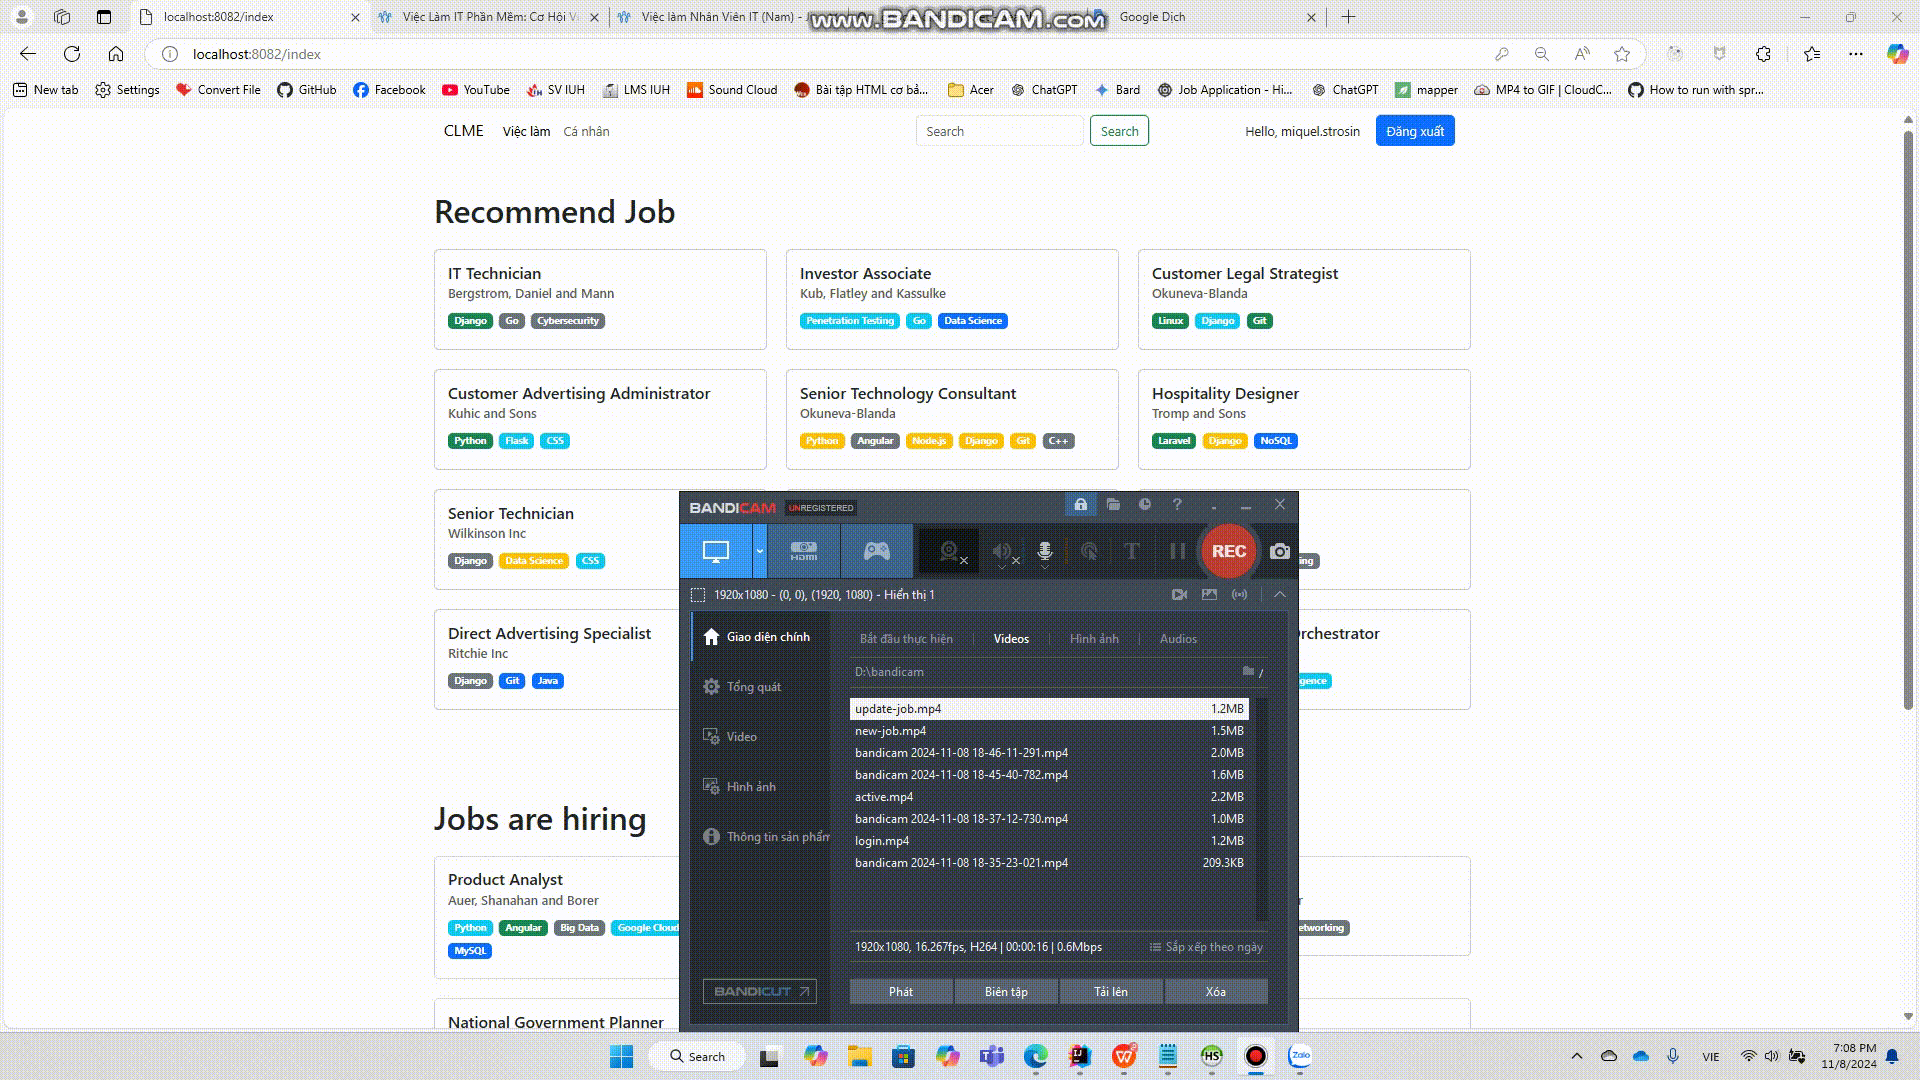 localhost:8082/index
Việc Làm IT Phần Mềm: Cơ Hội V
Việc làm Nhân Viên IT (Nam) - J
www.BANDICAM.com
Google Dịch
localhost:8082/index
New tab
Settings
Convert File
GitHub
Facebook
YouTube
SV IUH
LMS IUH
Sound Cloud
Bài tập HTML cơ bả...
Acer
ChatGPT
Bard
Job Application - Hi...
ChatGPT
mapper
MP4 to GIF | CloudC...
How to run with spr...
CLME
Việc làm
Cá nhân
Search
Search
Hello, miquel.strosin
Đăng xuất
Recommend Job
IT Technician
Bergstrom, Daniel and Mann
Django Go Cybersecurity
Investor Associate
Kub, Flatley and Kassulke
Penetration Testing Go Data Science
Customer Legal Strategist
Okuneva-Blanda
Linux Django Git
Customer Advertising Administrator
Kuhic and Sons
Python Flask CSS
Senior Technology Consultant
Okuneva-Blanda
Python Angular Node.js Django Git C++
Hospitality Designer
Tromp and Sons
Laravel Django NoSQL
Senior Technician
Wilkinson Inc
Django Data Science CSS
ing
Direct Advertising Specialist
Ritchie Inc
Django Git Java
rchestrator
gence
Jobs are hiring
Product Analyst
Auer, Shanahan and Borer
Python Angular Big Data Google Cloud
MySQL
r
etworking
National Government Planner
BANDICAM UNREGISTERED
?
HDMI
T
REC
1920x1080 - (0, 0), (1920, 1080) - Hiển thị 1
Giao diện chính
Tổng quát
Video
Hình ảnh
Thông tin sản phẩm
BANDICUT
Bắt đầu thực hiện
Videos
Hình ảnh
Audios
D:\bandicam
/
update-job.mp4 1.2MB
new-job.mp4 1.5MB
bandicam 2024-11-08 18-46-11-291.mp4 2.0MB
bandicam 2024-11-08 18-45-40-782.mp4 1.6MB
active.mp4 2.2MB
bandicam 2024-11-08 18-37-12-730.mp4 1.0MB
login.mp4 1.2MB
bandicam 2024-11-08 18-35-23-021.mp4 209.3KB
1920x1080, 16.267fps, H264 | 00:00:16 | 0.6Mbps
Sắp xếp theo ngày
Phát
Biên tập
Tải lên
Xóa
Search
HS
Zalo
VIE
7:08 PM
11/8/2024